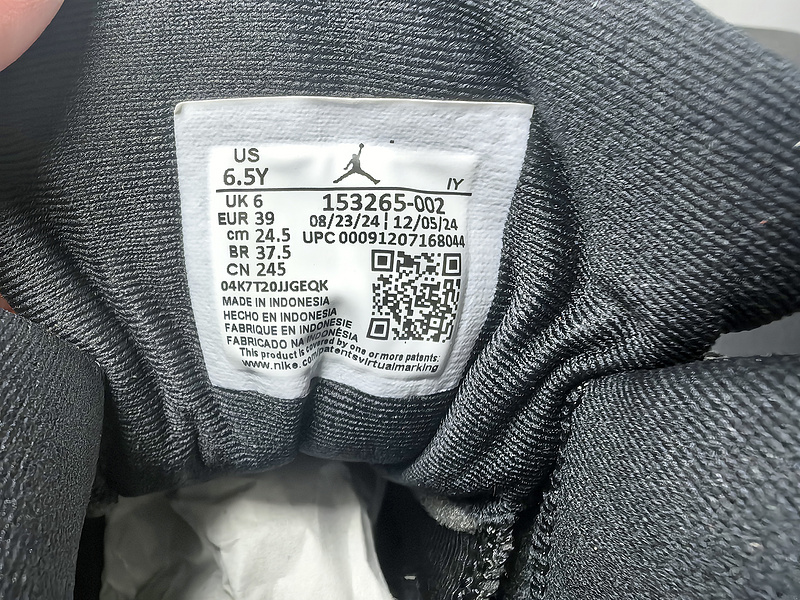 US
6.5Y
IY
UK 6
EUR 39
cm 24.5
BR 37.5
CN 245
153265-002
08/23/24 | 12/05/24
UPC 00091207168044
04K7T20JJGEQK
MADE IN INDONESIA
HECHO EN INDONESIA
FABRIQUE EN INDONESIE
FABRICADO NA INDONÉSIA
This product is covered by one or more patents:
www.nike.com/patentsvirtualmarking